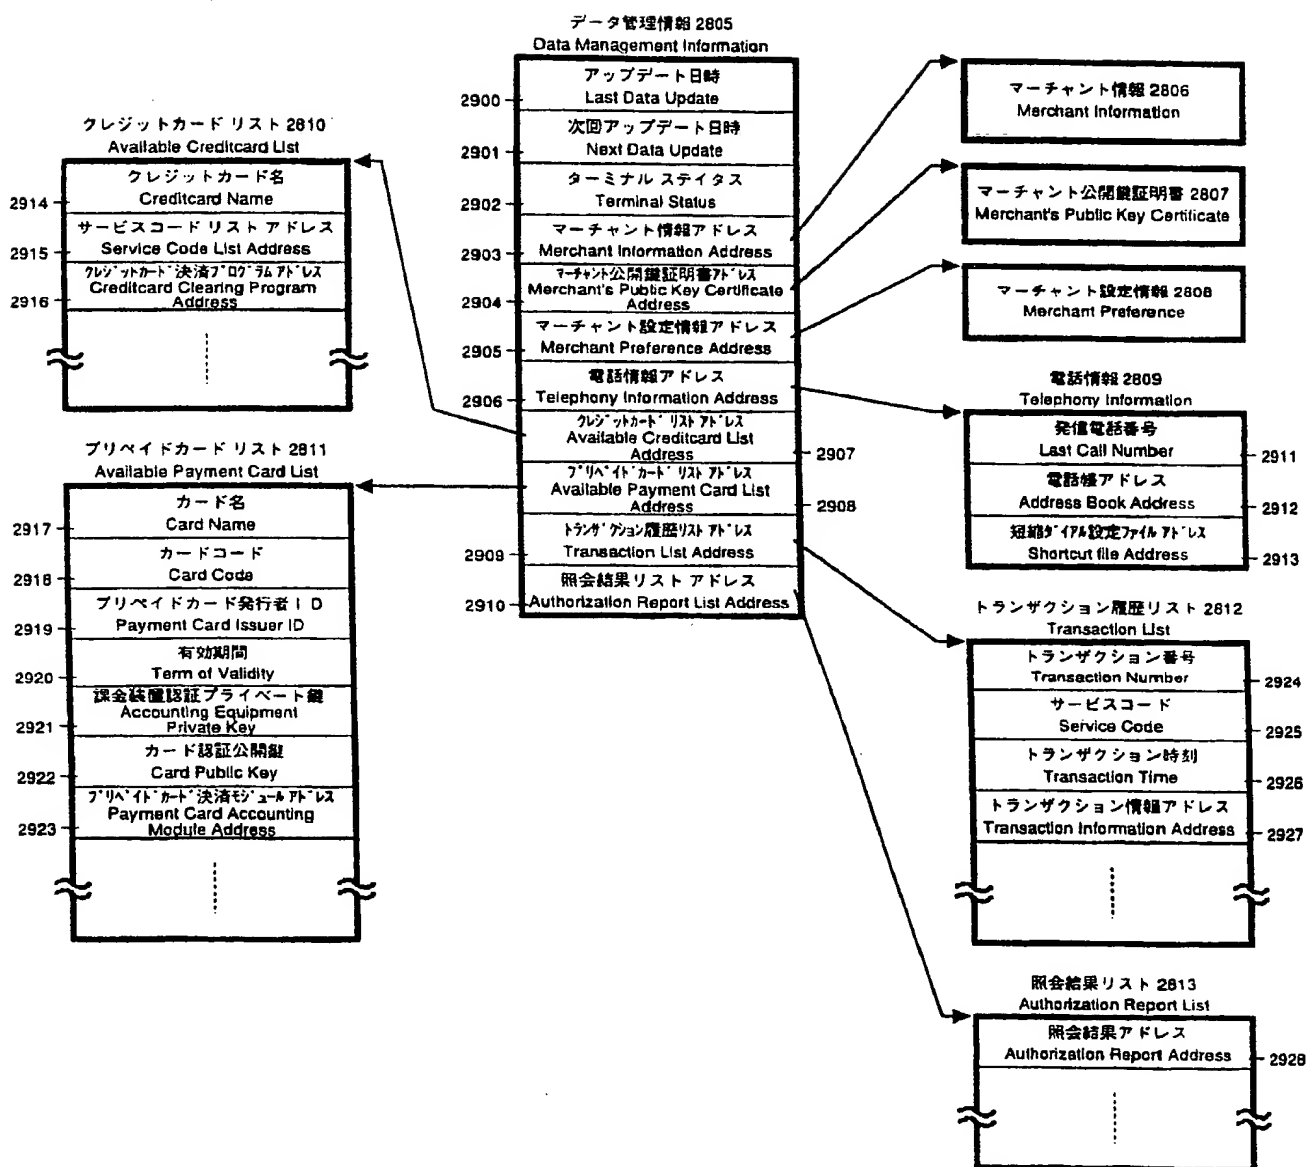 データ管理情報 2805
Data Management Information
アップデート日時
Last Data Update
2900
次回アップデート日時
Next Data Update
2901
ターミナル ステイタス
Terminal Status
2902
マーチャント情報アドレス
Merchant Information Address
2903
マーチャント公開鍵証明書アドレス
Merchant's Public Key Certificate
Address
2904
マーチャント設定情報アドレス
Merchant Preference Address
2905
電話情報アドレス
Telephony Information Address
2906
クレジットカード リスト アドレス
Available Creditcard List
Address
2907
プリペイドカード リスト アドレス
Available Payment Card List
Address
2908
トランザクション履歴リスト アドレス
Transaction List Address
2909
照会結果リスト アドレス
Authorization Report List Address
2910
クレジットカード リスト 2810
Available Creditcard List
クレジットカード名
Creditcard Name
2914
サービスコード リスト アドレス
Service Code List Address
2915
クレジットカード決済プログラム アドレス
Creditcard Clearing Program
Address
2916
プリペイドカード リスト 2811
Available Payment Card List
カード名
Card Name
2917
カードコード
Card Code
2918
プリペイドカード発行者ID
Payment Card Issuer ID
2919
有効期間
Term of Validity
2920
課金装置認証プライベート鍵
Accounting Equipment
Private Key
2921
カード認証公開鍵
Card Public Key
2922
プリペイドカード決済モジュール アドレス
Payment Card Accounting
Module Address
2923
マーチャント情報 2806
Merchant Information
マーチャント公開鍵証明書 2807
Merchant's Public Key Certificate
マーチャント設定情報 2808
Merchant Preference
電話情報 2809
Telephony Information
発信電話番号
Last Call Number
2911
電話帳アドレス
Address Book Address
2912
短縮ダイアル設定ファイル アドレス
Shortcut file Address
2913
トランザクション履歴リスト 2812
Transaction List
トランザクション番号
Transaction Number
2924
サービスコード
Service Code
2925
トランザクション時刻
Transaction Time
2926
トランザクション情報アドレス
Transaction Information Address
2927
照会結果リスト 2813
Authorization Report List
照会結果アドレス
Authorization Report Address
2928